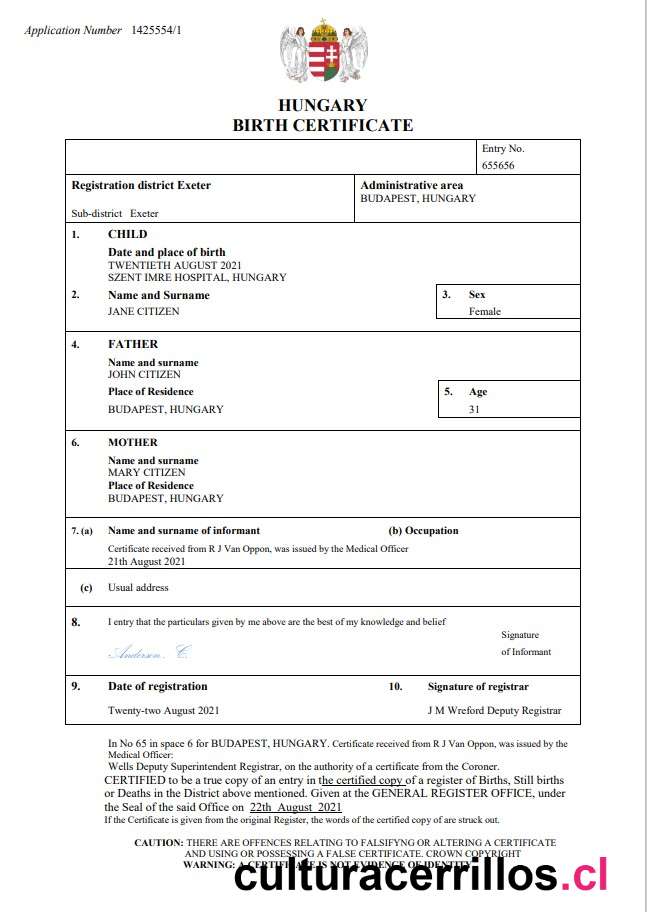 Application Number 1425554/1
HUNGARY
BIRTH CERTIFICATE
Entry No.
655656
Registration district Exeter
Administrative area
BUDAPEST, HUNGARY
Sub-district Exeter
1. CHILD
Date and place of birth
TWENTIETH AUGUST 2021
SZENT IMRE HOSPITAL, HUNGARY
2. Name and Surname
3. Sex
JANE CITIZEN
Female
4. FATHER
Name and surname
JOHN CITIZEN
Place of Residence
5. Age
BUDAPEST, HUNGARY
31
6. MOTHER
Name and surname
MARY CITIZEN
Place of Residence
BUDAPEST, HUNGARY
7. (a) Name and surname of informant (b) Occupation
Certificate received from R J Van Oppon, was issued by the Medical Officer
21th August 2021
(c) Usual address
8. I entry that the particulars given by me above are the best of my knowledge and belief
Signature
Anderson. C.
of Informant
9. Date of registration 10. Signature of registrar
Twenty-two August 2021 J M Wreford Deputy Registrar
In No 65 in space 6 for BUDAPEST, HUNGARY. Certificate received from R J Van Oppon, was issued by the
Medical Officer:
Wells Deputy Superintendent Registrar, on the authority of a certificate from the Coroner.
CERTIFIED to be a true copy of an entry in the certified copy of a register of Births, Still births
or Deaths in the District above mentioned. Given at the GENERAL REGISTER OFFICE, under
the Seal of the said Office on 22th August 2021
If the Certificate is given from the original Register, the words of the certified copy of are struck out.
CAUTION: THERE ARE OFFENCES RELATING TO FALSIFYNG OR ALTERING A CERTIFICATE
AND USING OR POSSESSING A FALSE CERTIFICATE. CROWN COPYRIGHT
WARNING: A CERTIFICATE IS NOT EVIDENCE OF IDENTITY
culturacerrillos.cl